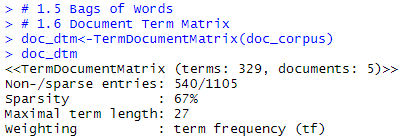 > # 1.5 Bags of Words
> # 1.6 Document Term Matrix
> doc_dtm<-TermDocumentMatrix(doc_corpus)
> doc_dtm
<<TermDocumentMatrix (terms: 329, documents: 5)>>
Non-/sparse entries: 540/1105
Sparsity           : 67%
Maximal term length: 27
Weighting          : term frequency (tf)